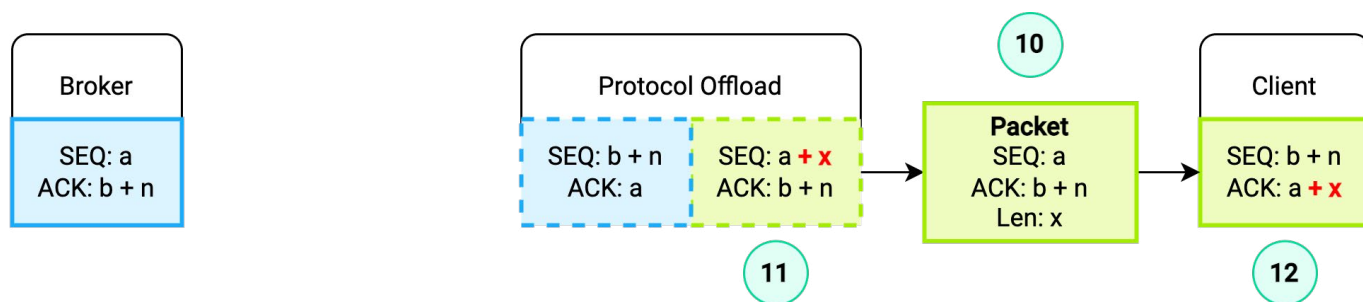 Broker
SEQ: a
ACK: b + n
Protocol Offload
SEQ: b + n
ACK: a
SEQ: a + x
ACK: b + n
11
10
Packet
SEQ: a
ACK: b + n
Len: x
Client
SEQ: b + n
ACK: a + x
12